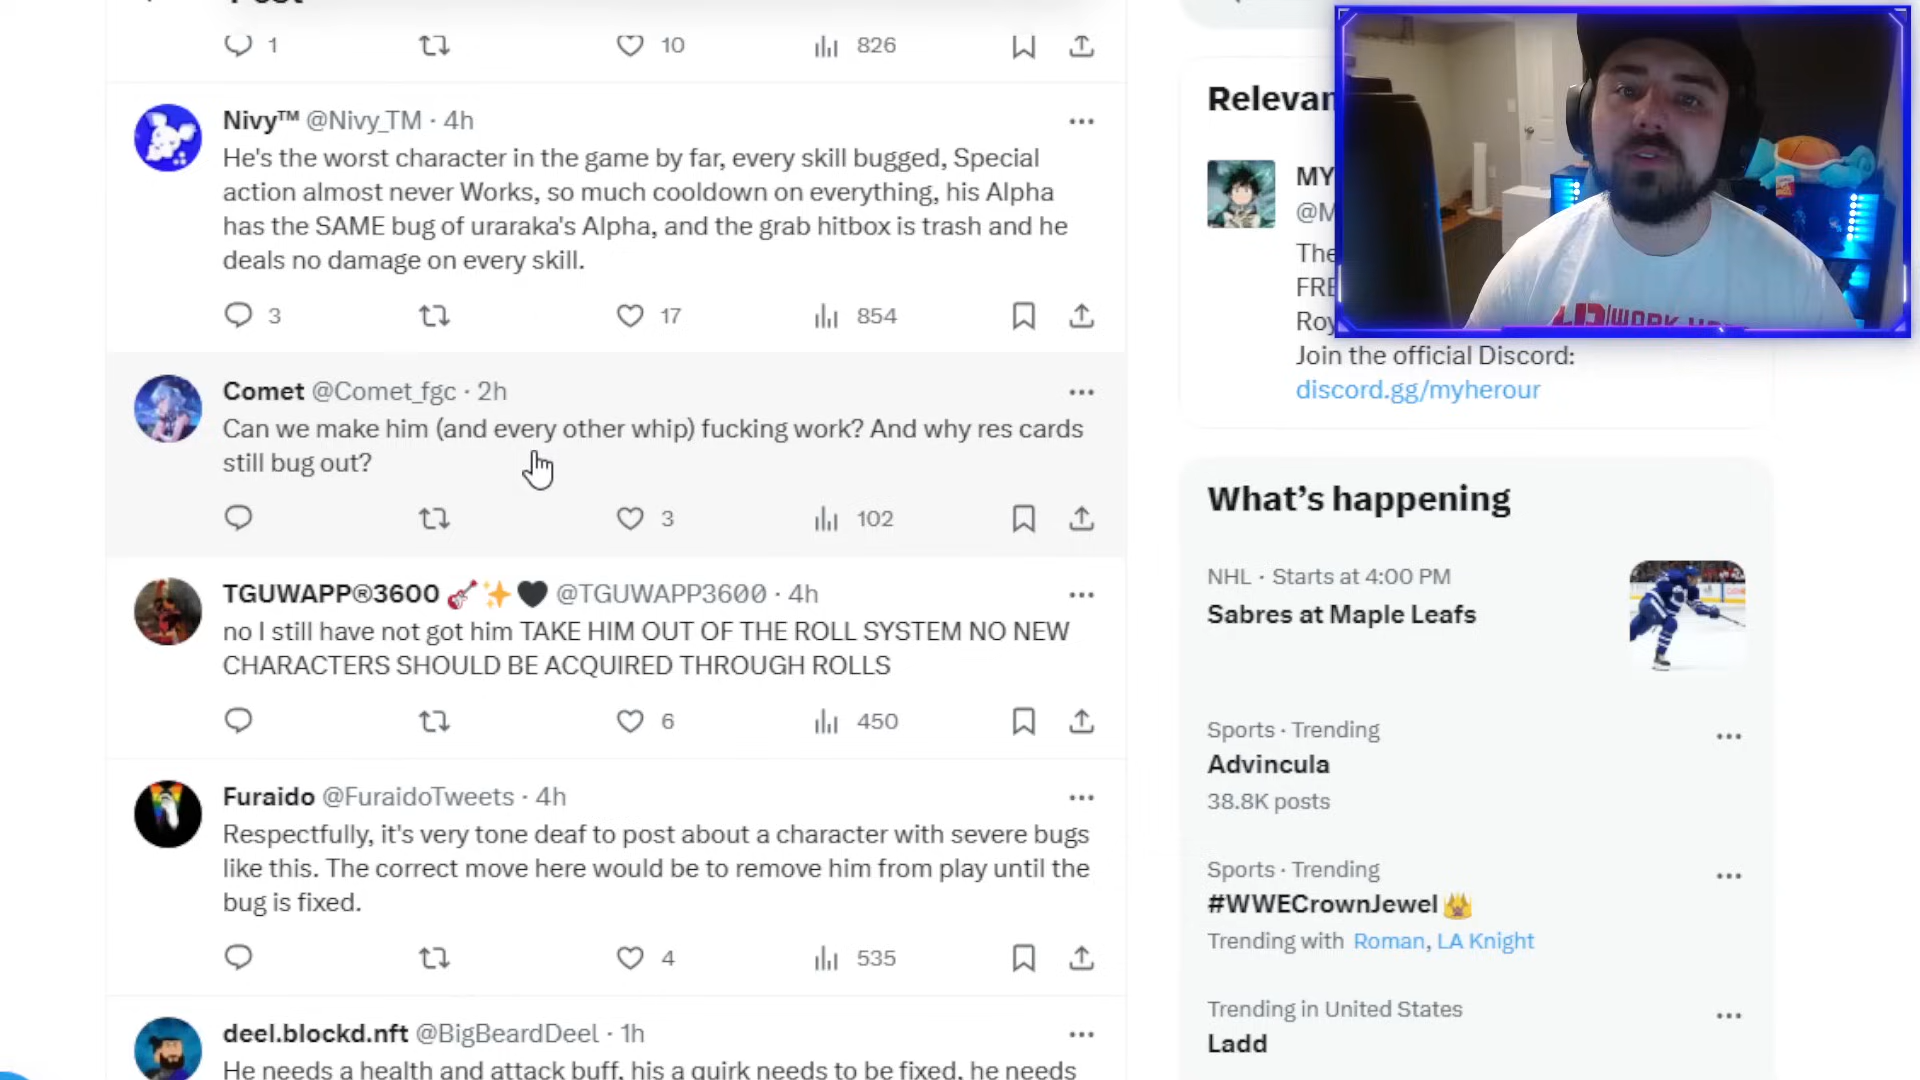 1 10 826
Nivy™ @Nivy_TM · 4h
He's the worst character in the game by far, every skill bugged, Special
action almost never Works, so much cooldown on everything, his Alpha
has the SAME bug of uraraka's Alpha, and the grab hitbox is trash and he
deals no damage on every skill.
3 17 854
Comet @Comet_fgc · 2h
Can we make him (and every other whip) fucking work? And why res cards
still bug out?
3 102
TGUWAPP®3600 🎸✨🖤 @TGUWAPP3600 · 4h
no I still have not got him TAKE HIM OUT OF THE ROLL SYSTEM NO NEW
CHARACTERS SHOULD BE ACQUIRED THROUGH ROLLS
6 450
Furaido @FuraidoTweets · 4h
Respectfully, it's very tone deaf to post about a character with severe bugs
like this. The correct move here would be to remove him from play until the
bug is fixed.
4 535
deel.blockd.nft @BigBeardDeel · 1h
He needs a health and attack buff, his a quirk needs to be fixed, he needs
Relevan
MY
@M
The
FRE
Roy
Join the official Discord:
discord.gg/myherour
What's happening
NHL · Starts at 4:00 PM
Sabres at Maple Leafs
Sports · Trending
Advincula
38.8K posts
Sports · Trending
#WWECrownJewel
Trending with Roman, LA Knight
Trending in United States
Ladd